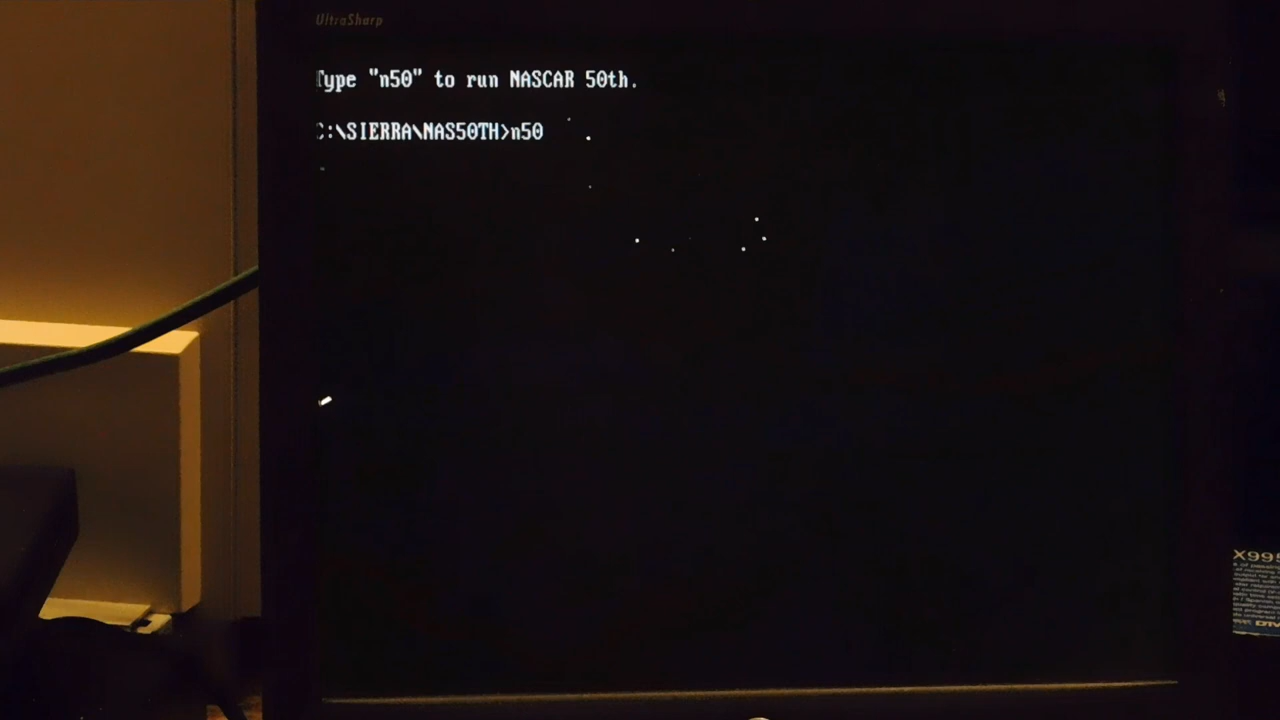 UltraSharp
Type "n50" to run NASCAR 50th.
C:\SIERRA\NAS50TH>n50
X995